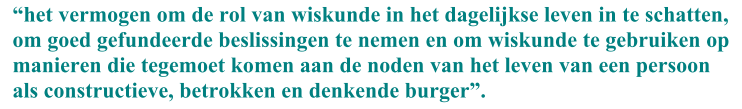 “het vermogen om de rol van wiskunde in het dagelijkse leven in te schatten,
om goed gefundeerde beslissingen te nemen en om wiskunde te gebruiken op
manieren die tegemoet komen aan de noden van het leven van een persoon
als constructieve, betrokken en denkende burger”.